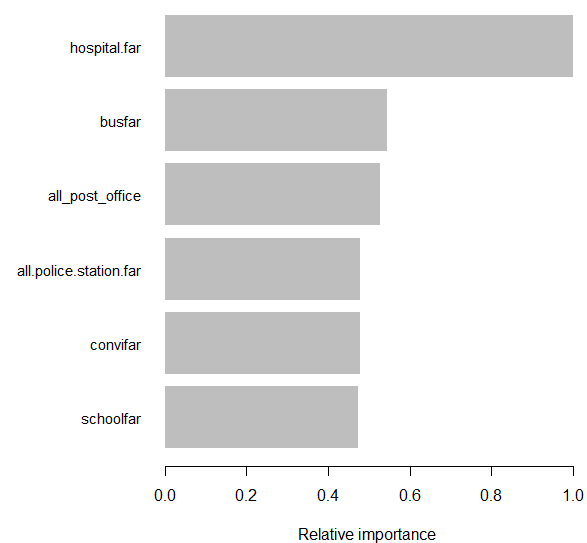 hospital.far
busfar
all_post_office
all.police.station.far
convifar
schoolfar
0.0 0.2 0.4 0.6 0.8 1.0
Relative importance